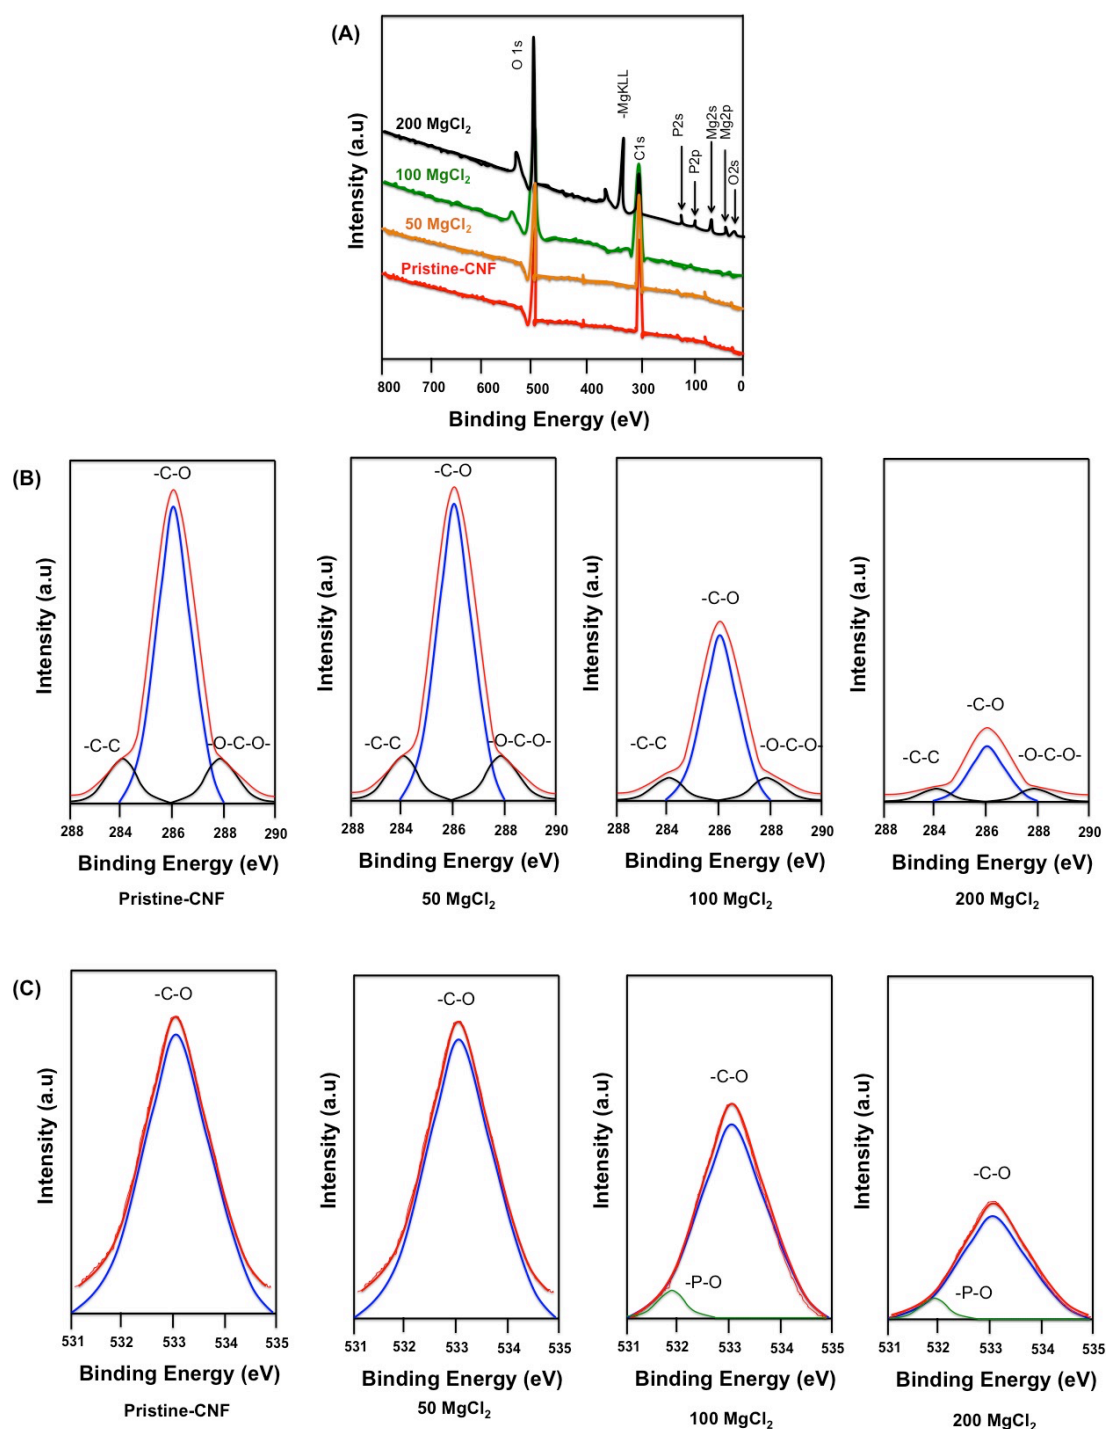 (A)
Intensity (a.u)
O 1s
-MgKLL
C1s
P2s
P2p
Mg2s
Mg2p
O2s
200 MgCl₂
100 MgCl₂
50 MgCl₂
Pristine-CNF
800 700 600 500 400 300 200 100 0
Binding Energy (eV)
(B)
Intensity (a.u)
-C-O
-C-C
-O-C-O-
288 284 286 288 290
Binding Energy (eV)
Pristine-CNF
Intensity (a.u)
-C-O
-C-C
-O-C-O-
288 284 286 288 290
Binding Energy (eV)
50 MgCl₂
Intensity (a.u)
-C-O
-C-C
-O-C-O-
288 284 286 288 290
Binding Energy (eV)
100 MgCl₂
Intensity (a.u)
-C-O
-C-C
-O-C-O-
288 284 286 288 290
Binding Energy (eV)
200 MgCl₂
(C)
Intensity (a.u)
-C-O
531 532 533 534 535
Binding Energy (eV)
Pristine-CNF
Intensity (a.u)
-C-O
531 532 533 534 535
Binding Energy (eV)
50 MgCl₂
Intensity (a.u)
-C-O
-P-O
531 532 533 534 535
Binding Energy (eV)
100 MgCl₂
Intensity (a.u)
-C-O
-P-O
531 532 533 534 535
Binding Energy (eV)
200 MgCl₂